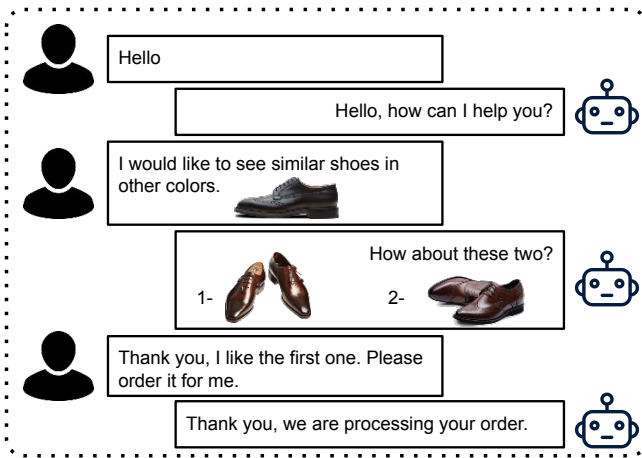 Hello
Hello, how can I help you?
I would like to see similar shoes in
other colors.
How about these two?
1- 2-
Thank you, I like the first one. Please
order it for me.
Thank you, we are processing your order.